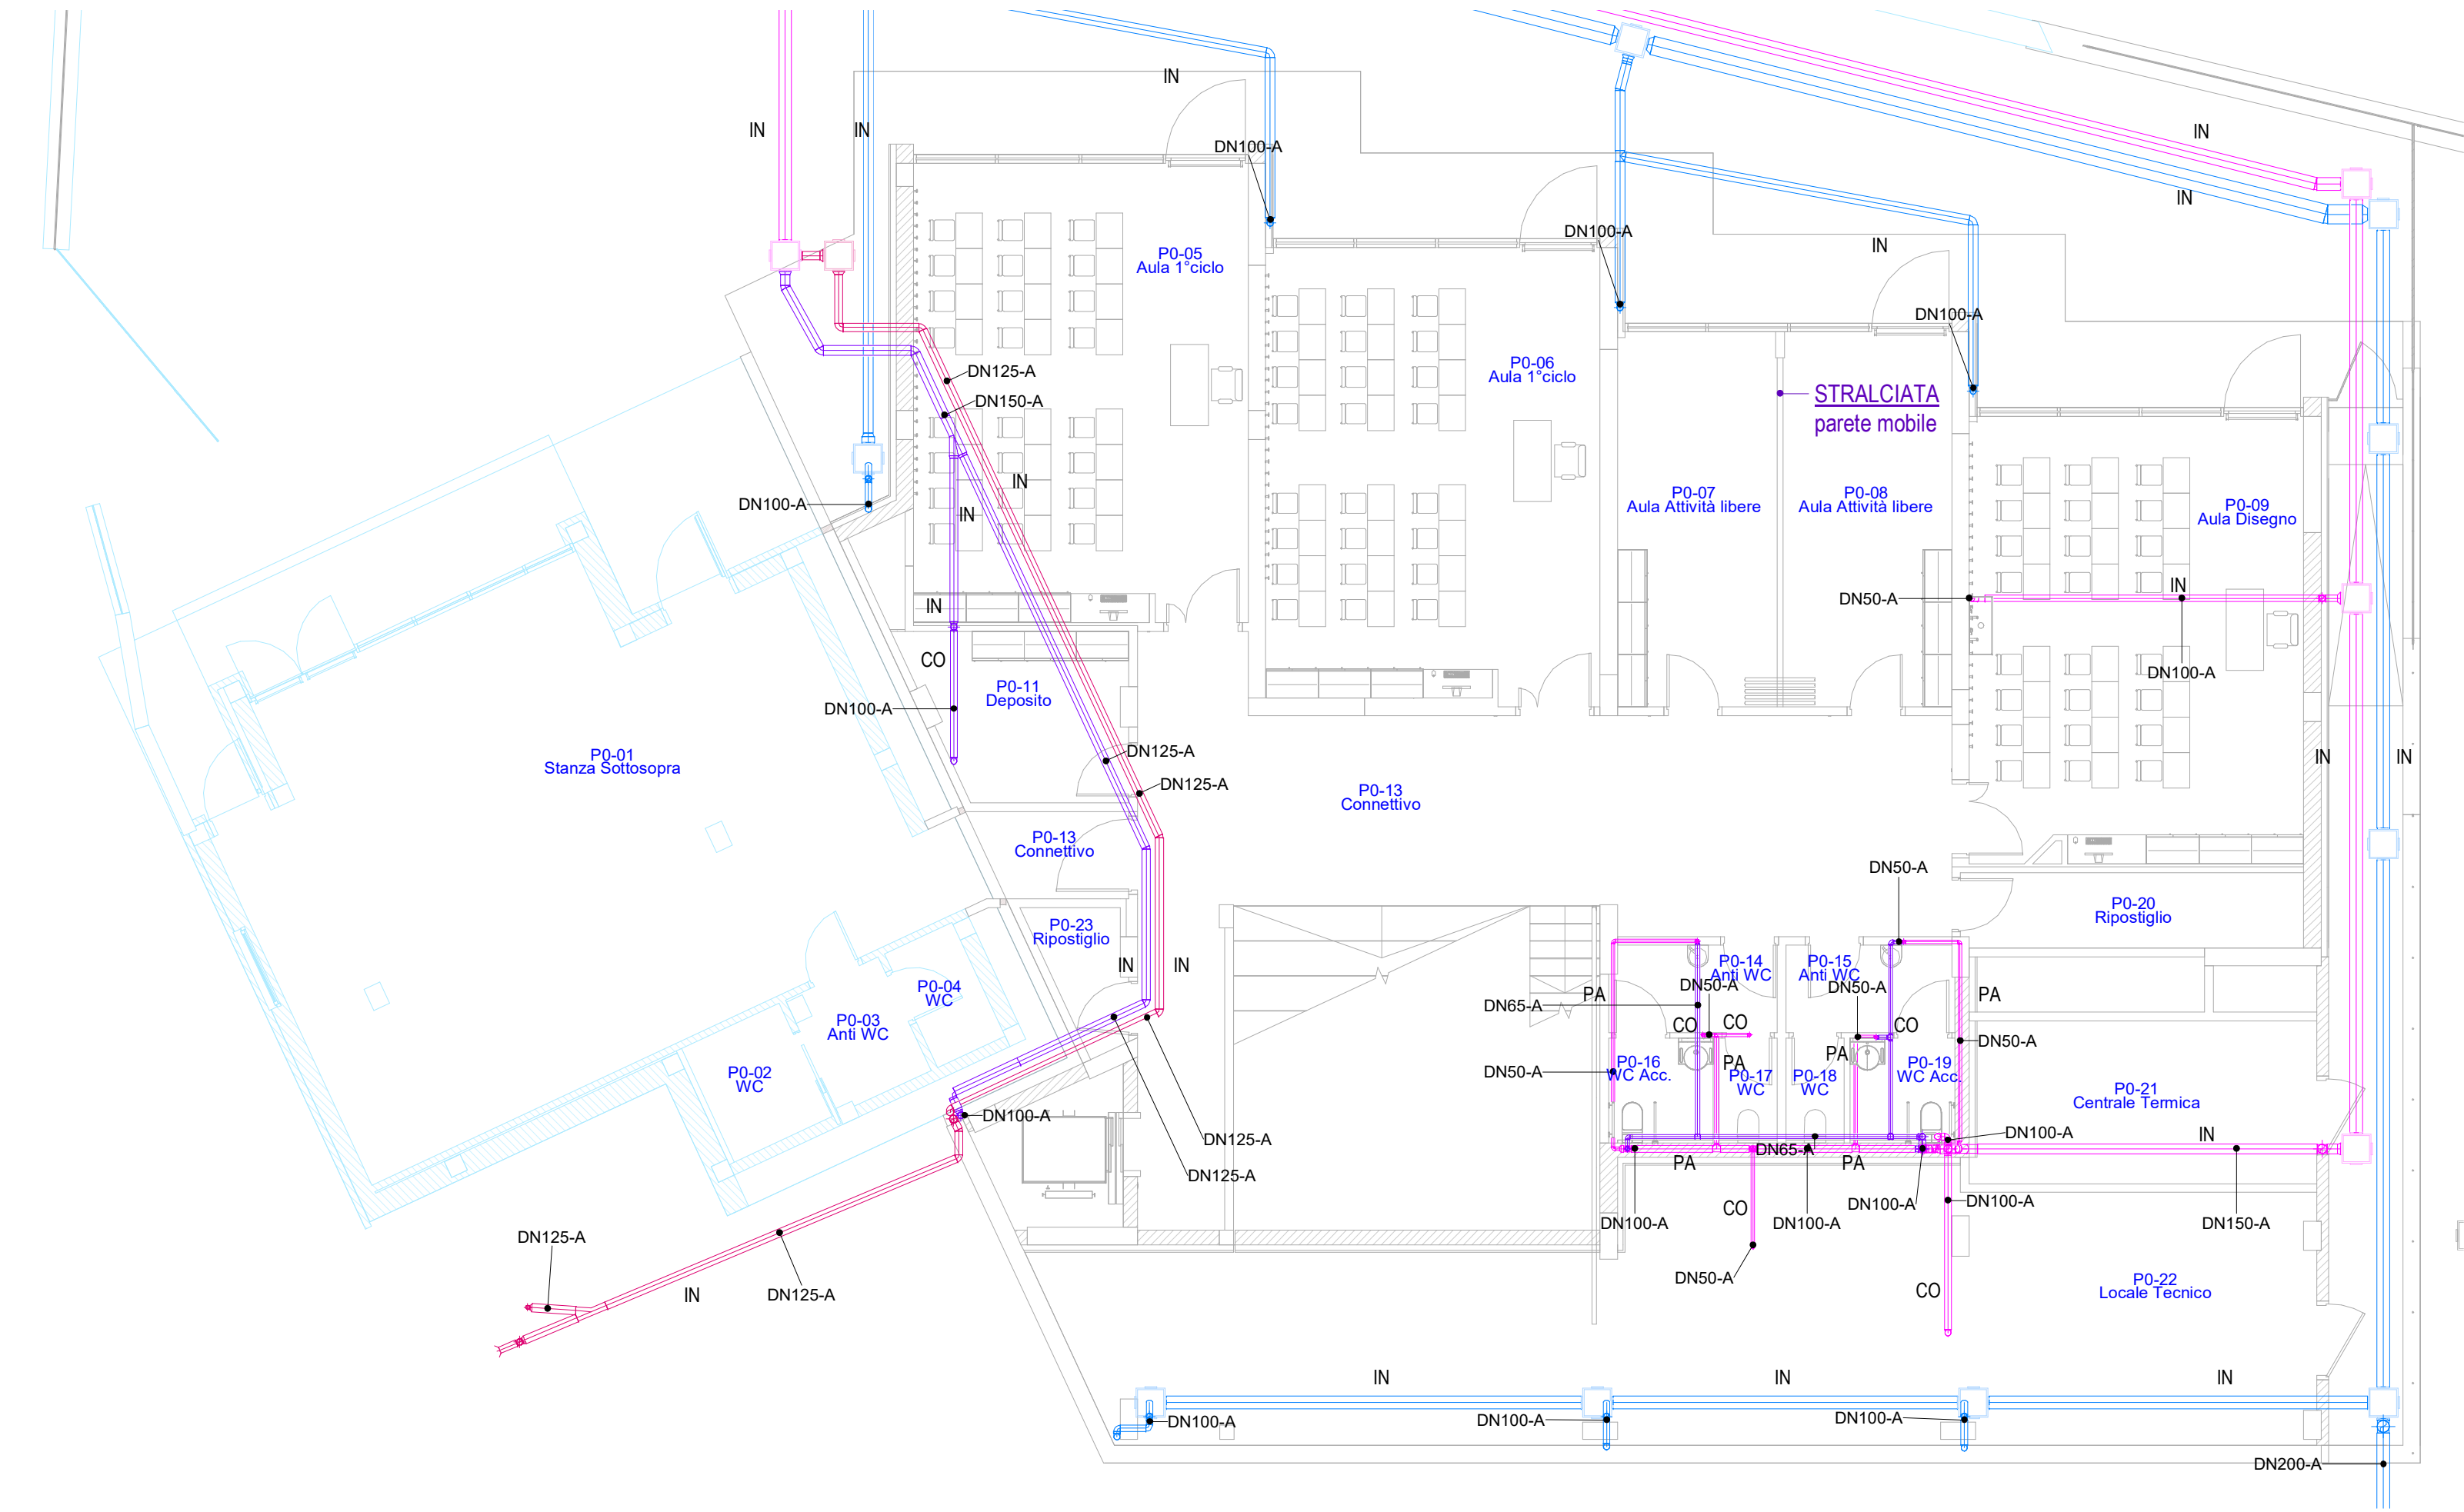 IN
IN
IN
IN
DN100-A
IN
DN100-A
IN
P0-05
Aula 1°ciclo
DN100-A
DN125-A
P0-06
Aula 1°ciclo
STRALCIATA
parete mobile
DN150-A
IN
DN100-A
IN
P0-07
Aula Attività libere
P0-08
Aula Attività libere
P0-09
Aula Disegno
IN
DN50-A
IN
DN100-A
CO
P0-11
Deposito
DN100-A
P0-01
Stanza Sottosopra
DN125-A
DN125-A
P0-13
Connettivo
IN
IN
P0-13
Connettivo
DN50-A
P0-23
Ripostiglio
P0-20
Ripostiglio
IN
IN
P0-14
Anti WC
P0-15
Anti WC
P0-04
WC
DN50-A
DN50-A
PA
PA
DN65-A
P0-03
Anti WC
CO
CO
CO
DN50-A
PA
PA
P0-16
WC Acc.
P0-17
WC
P0-18
WC
P0-19
WC Acc.
DN50-A
P0-02
WC
P0-21
Centrale Termica
DN100-A
DN125-A
DN125-A
DN65-A
DN100-A
IN
PA
PA
DN100-A
DN100-A
DN100-A
DN100-A
DN150-A
CO
DN50-A
CO
P0-22
Locale Tecnico
DN125-A
DN125-A
IN
IN
IN
IN
DN100-A
DN100-A
DN100-A
DN200-A
IN
DN100-A